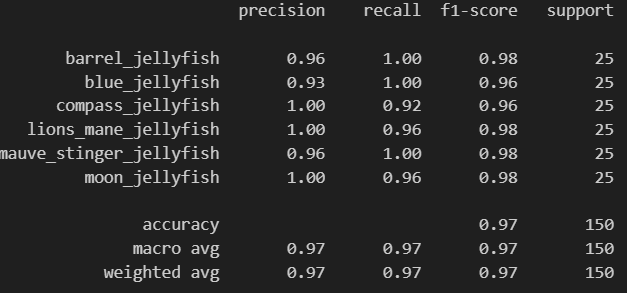 precision recall f1-score support
barrel_jellyfish 0.96 1.00 0.98 25
blue_jellyfish 0.93 1.00 0.96 25
compass_jellyfish 1.00 0.92 0.96 25
lions_mane_jellyfish 1.00 0.96 0.98 25
mauve_stinger_jellyfish 0.96 1.00 0.98 25
moon_jellyfish 1.00 0.96 0.98 25
accuracy 0.97 150
macro avg 0.97 0.97 0.97 150
weighted avg 0.97 0.97 0.97 150